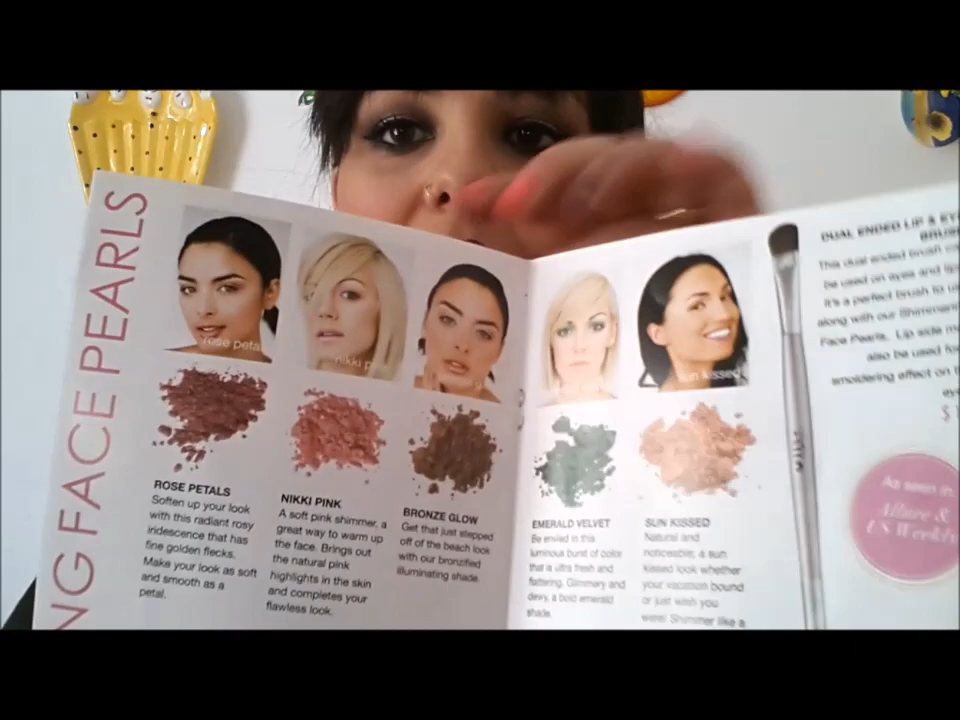 NG FACE PEARLS
rose peta
nikki p
sun kissed
ROSE PETALS
Soften up your look
with this radiant rosy
iridescence that has
fine golden flecks.
Make your look as soft
and smooth as a
petal.
NIKKI PINK
A soft pink shimmer, a
great way to warm up
the face. Brings out
the natural pink
highlights in the skin
and completes your
flawless look.
BRONZE GLOW
Get that just stepped
off of the beach look
with our bronzified
illuminating shade.
EMERALD VELVET
Be envied in this
luminous burst of color
that is ultra fresh and
flattering. Glimmery and
dewy, a bold emerald
shade.
SUN KISSED
Natural and
noticeable; a sun
kissed look whether
your vacation bound
or just wish you
were! Shimmer like a
DUAL ENDED LIP & EYE
BRUS
This dual ended brush ca
be used on eyes and lip
It's a perfect brush to u
along with our Shimmeri
Face Pearls. Lip side m
also be used fo
smoldering effect on t
eye
$1
As seen in
Allure &
US Weekly